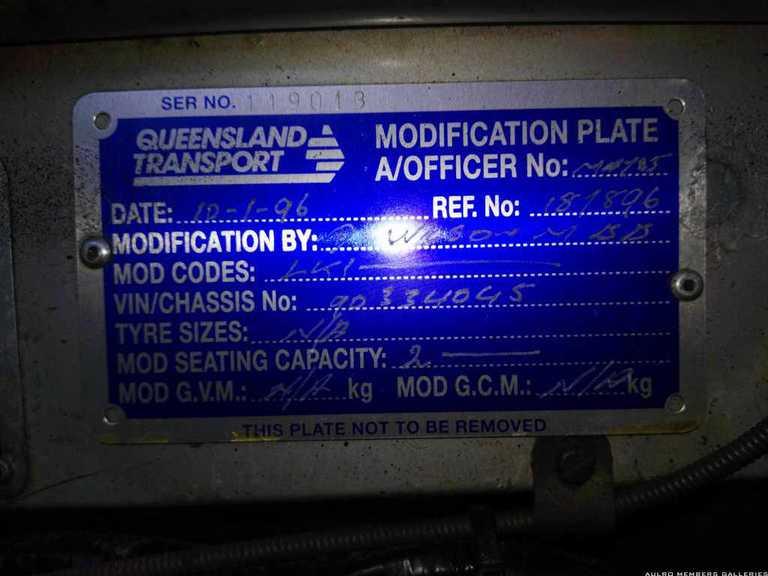 SER NO. 119013
QUEENSLAND TRANSPORT
MODIFICATION PLATE
A/OFFICER No:
DATE: 10-1-96
REF. No: 181896
MODIFICATION BY:
MOD CODES: LK1
VIN/CHASSIS No: 90334045
TYRE SIZES: N/A
MOD SEATING CAPACITY: 2
MOD G.V.M.: N/A kg MOD G.C.M.: N/A kg
THIS PLATE NOT TO BE REMOVED
AULRO MEMBERS GALLERIES